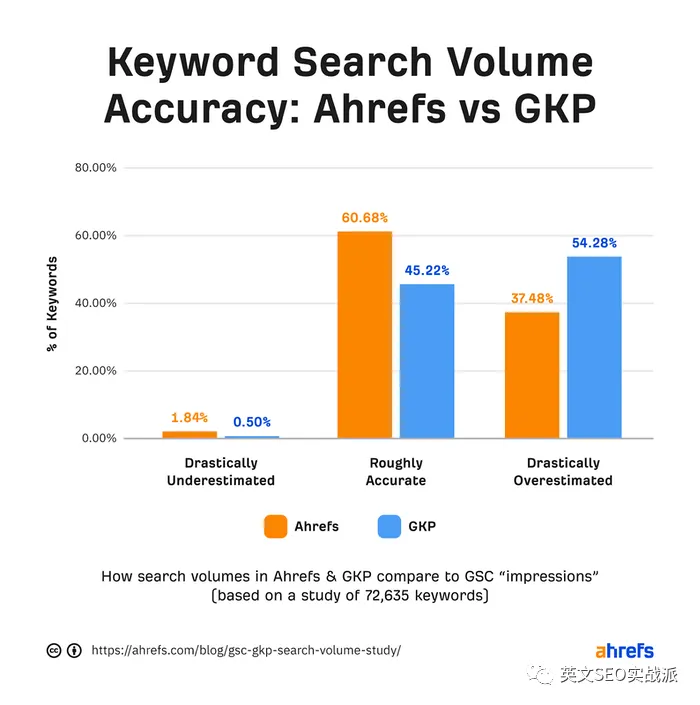 Keyword Search Volume
Accuracy: Ahrefs vs GKP
80.00%
60.00%
40.00%
20.00%
0.00%
% of Keywords
1.84%
0.50%
60.68%
45.22%
37.48%
54.28%
Drastically
Underestimated
Roughly
Accurate
Drastically
Overestimated
Ahrefs
GKP
How search volumes in Ahrefs & GKP compare to GSC “impressions”
(based on a study of 72,635 keywords)
cc
https://ahrefs.com/blog/gsc-gkp-search-volume-study/
ahrefs
英文SEO实战派